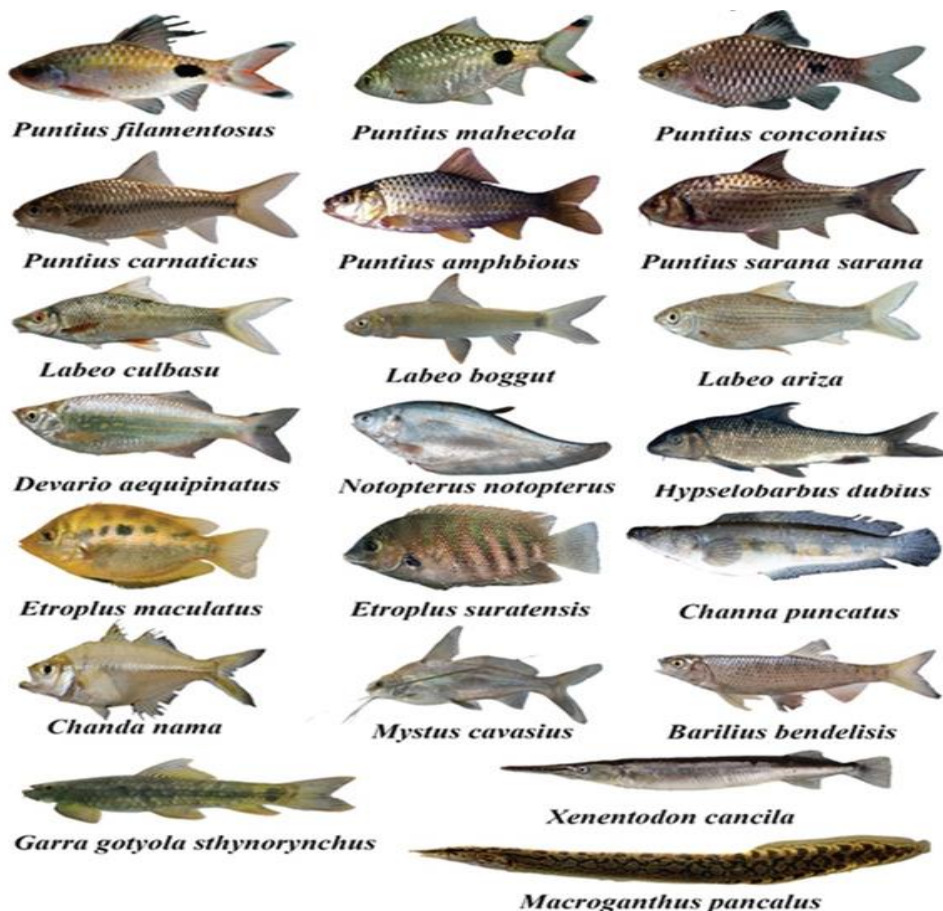 Puntius filamentosus
Puntius mahecola
Puntius conconius
Puntius carnaticus
Puntius amphbious
Puntius sarana sarana
Labeo culbasu
Labeo boggut
Labeo ariza
Devario aequipinatus
Notopterus notopterus
Hypselobarbus dubius
Etroplus maculatus
Etroplus suratensis
Channa puncatus
Chanda nama
Mystus cavasius
Barilius bendelisis
Garra gotyola sthynorynchus
Xenentodon cancila
Macroganthus pancalus